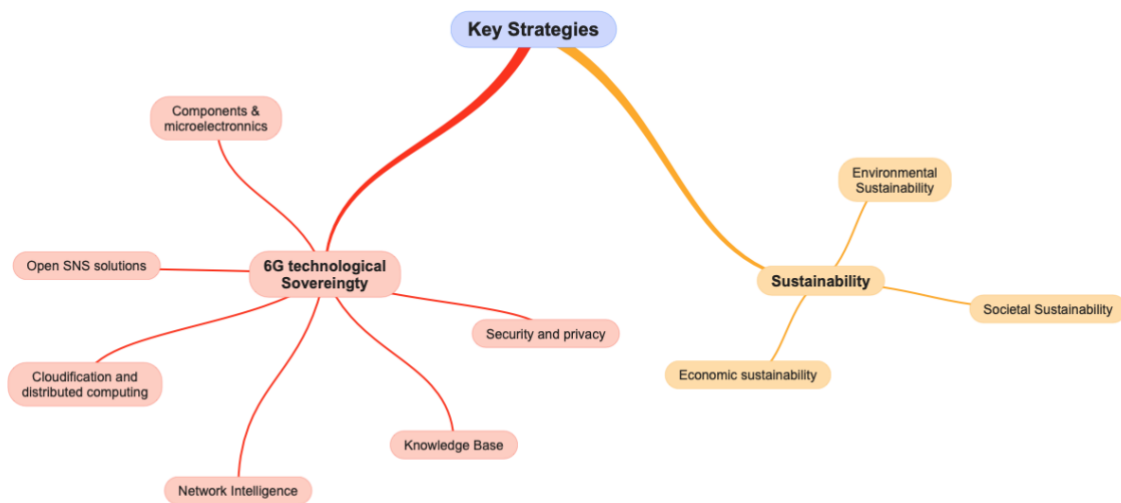 Key Strategies
Components &
microelectronnics
Environmental
Sustainability
Open SNS solutions
6G technological
Sovereingty
Sustainability
Societal Sustainability
Security and privacy
Cloudification and
distributed computing
Economic sustainability
Knowledge Base
Network Intelligence